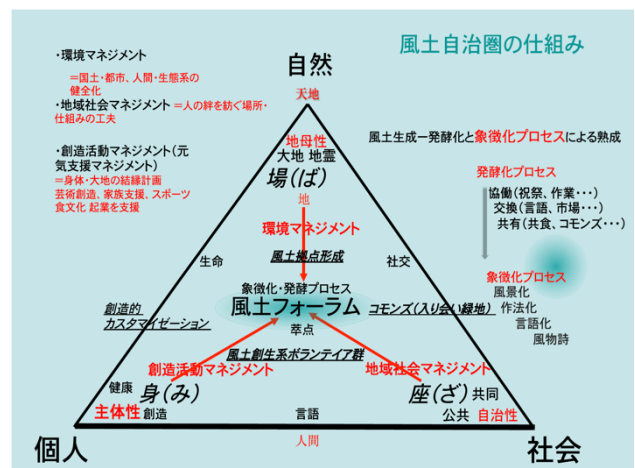 風土自治圏の仕組み
・環境マネジメント
＝国土・都市、人間・生態系の
健全化
・地域社会マネジメント ＝人の絆を紡ぐ場所・
仕組みの工夫
・創造活動マネジメント(元
気支援マネジメント)
＝身体・大地の結縁計画
芸術創造、家族支援、スポーツ
食文化 起業を支援
自然
天地
地母性
大地 地霊
場(ば)
地
環境マネジメント
風土拠点形成
生命
社交
象徴化・発酵プロセス
風土フォーラム
萃点
創造的
カスタマイゼーション
コモンズ(入り会い緑地)
風土創生系ボランテイア群
創造活動マネジメント
地域社会マネジメント
健康
身(み)
座(ざ)
共同
主体性
創造
言語
公共
自治性
人間
個人
社会
風土生成ー発酵化と象徴化プロセスによる熟成
発酵化プロセス
協働(祝祭、作業・・・)
交換(言語、市場・・・)
共有(共食、コモンズ・・・)
象徴化プロセス
風景化
作法化
言語化
風物詩